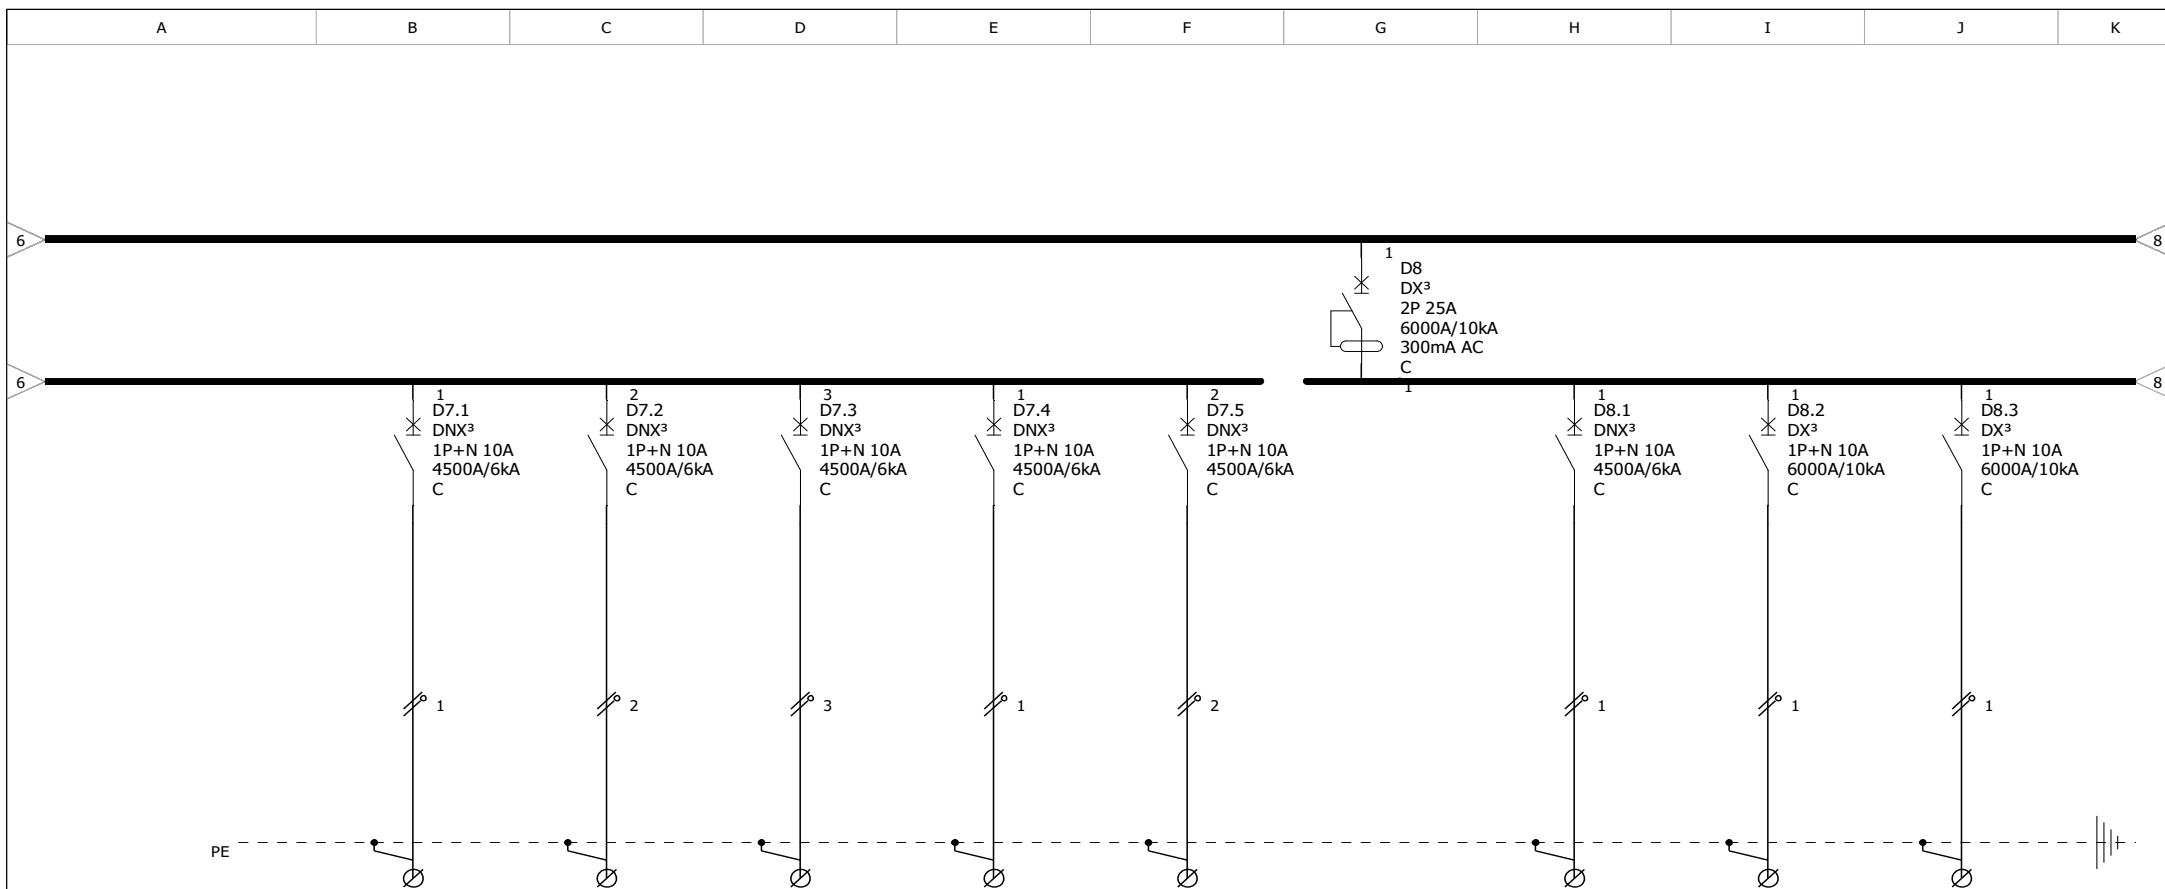 A B C D E F G H I J K
6 8
1
D8
DX³
2P 25A
6000A/10kA
300mA AC
C
6 8
1
1
D7.1
DNX³
1P+N 10A
4500A/6kA
C
2
D7.2
DNX³
1P+N 10A
4500A/6kA
C
3
D7.3
DNX³
1P+N 10A
4500A/6kA
C
1
D7.4
DNX³
1P+N 10A
4500A/6kA
C
2
D7.5
DNX³
1P+N 10A
4500A/6kA
C
1
D8.1
DNX³
1P+N 10A
4500A/6kA
C
1
D8.2
DX³
1P+N 10A
6000A/10kA
C
1
D8.3
DX³
1P+N 10A
6000A/10kA
C
1 2 3 1 2 1 1 1
PE